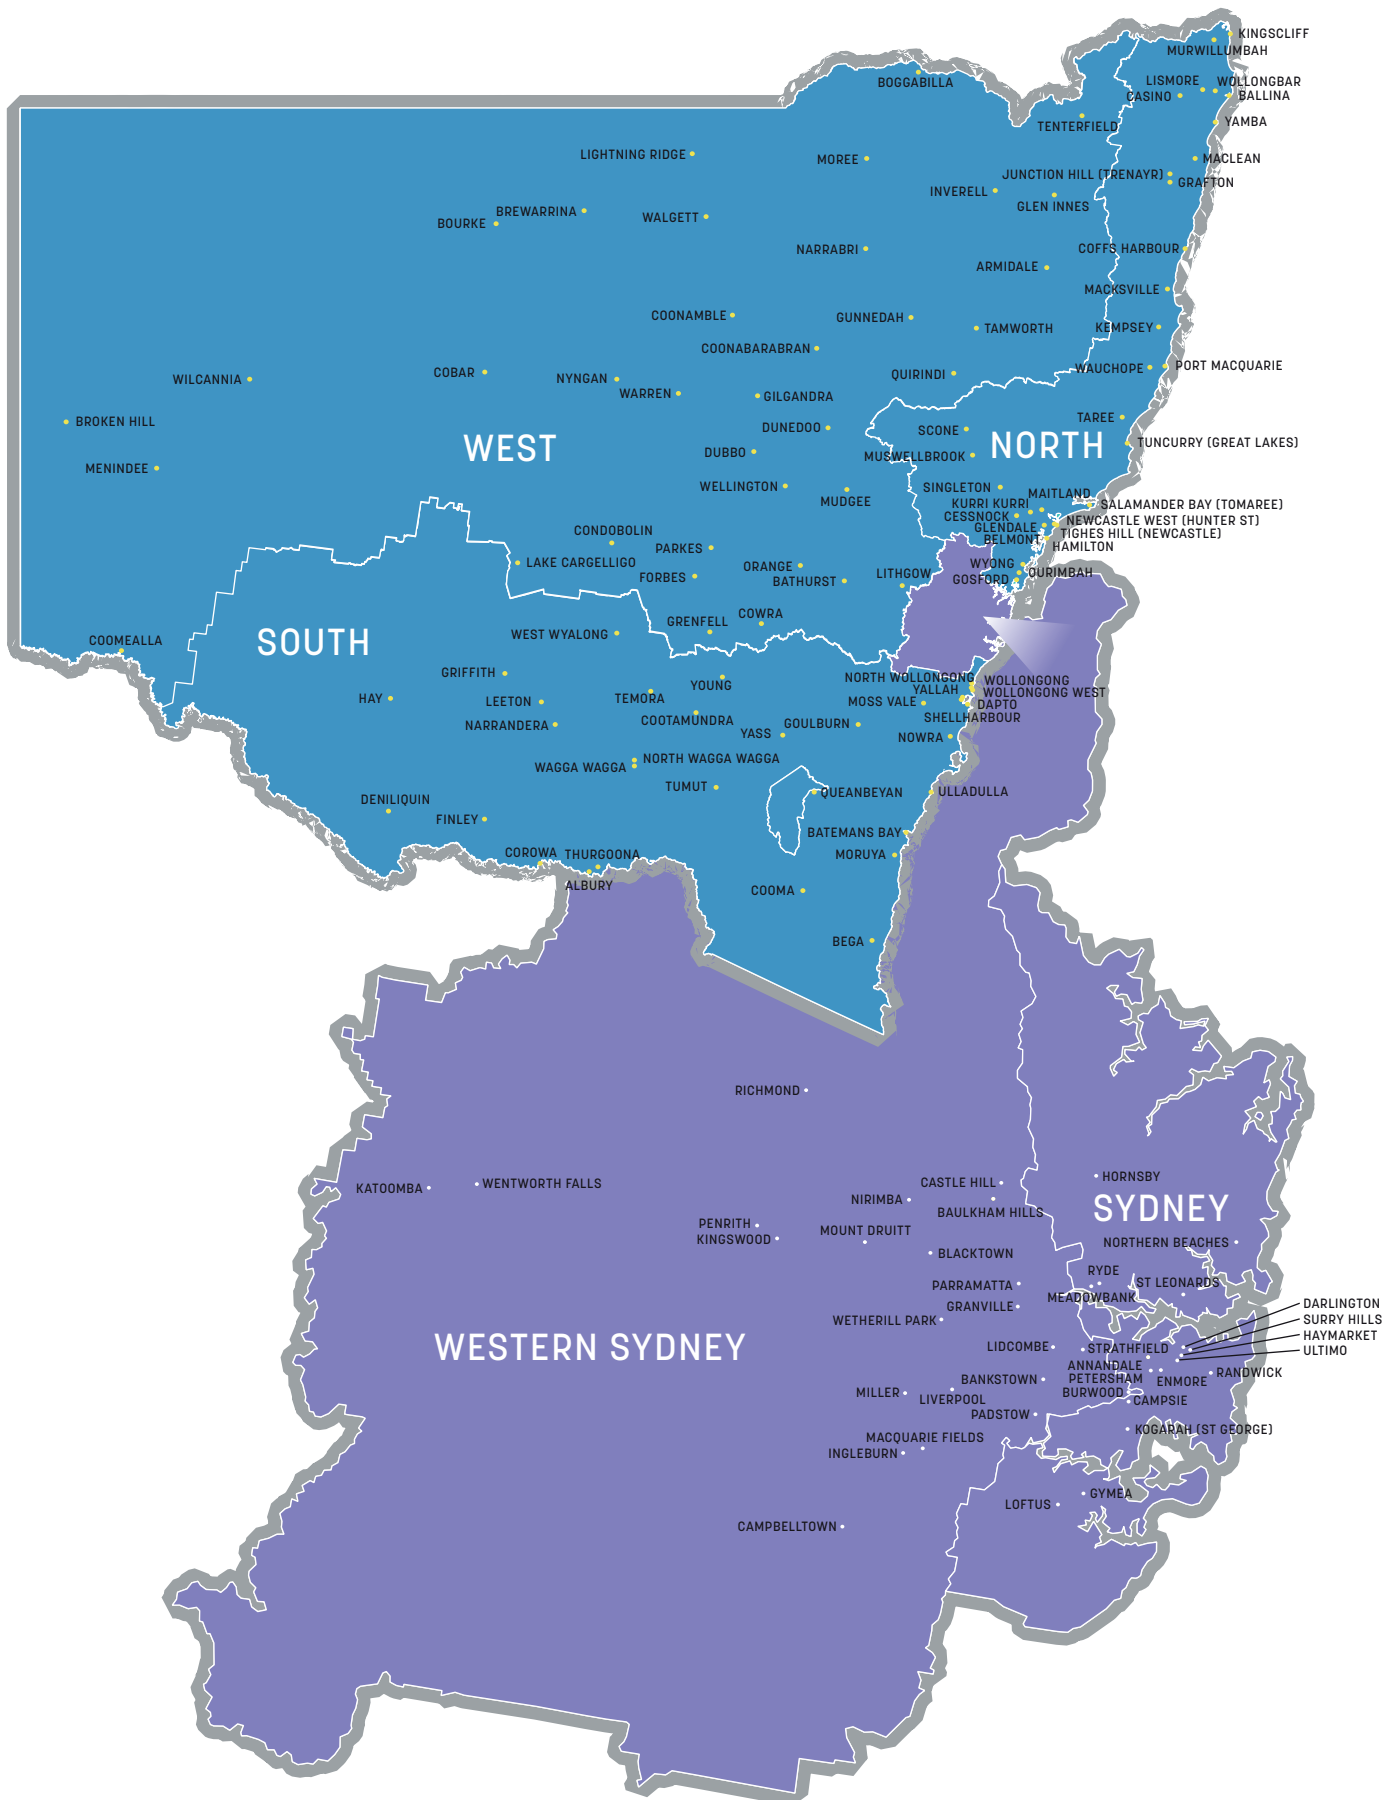 KINGSCLIFF
MURWILLUMBAH
BOGGABILLA
LISMORE
WOLLONGBAR
CASINO
BALLINA
TENTERFIELD
YAMBA
LIGHTNING RIDGE
MOREE
MACLEAN
JUNCTION HILL (TRENAYR)
GRAFTON
INVERELL
GLEN INNES
BREWARRINA
BOURKE
WALGETT
NARRABRI
COFFS HARBOUR
ARMIDALE
MACKSVILLE
COONAMBLE
GUNNEDAH
TAMWORTH
KEMPSEY
COONABARABRAN
WILCANNIA
COBAR
NYNGAN
QUIRINDI
WAUCHOPE
PORT MACQUARIE
WARREN
GILGANDRA
BROKEN HILL
DUNEDOO
SCONE
TAREE
WEST
NORTH
TUNCURRY (GREAT LAKES)
MENINDEE
DUBBO
MUSWELLBROOK
WELLINGTON
MUDGEE
SINGLETON
MAITLAND
KURRI KURRI
SALAMANDER BAY (TOMAREE)
CESSNOCK
NEWCASTLE WEST (HUNTER ST)
GLENDALE
TIGHES HILL (NEWCASTLE)
BELMONT
HAMILTON
CONDOBOLIN
PARKES
LAKE CARGELLIGO
FORBES
ORANGE
BATHURST
LITHGOW
WYONG
OURIMBAH
GOSFORD
COWRA
GRENFELL
COOMEALLA
SOUTH
WEST WYALONG
GRIFFITH
YOUNG
NORTH WOLLONGONG
WOLLONGONG
YALLAH
WOLLONGONG WEST
HAY
LEETON
TEMORA
MOSS VALE
DAPTO
NARRANDERA
COOTAMUNDRA
GOULBURN
SHELLHARBOUR
YASS
NOWRA
WAGGA WAGGA
NORTH WAGGA WAGGA
TUMUT
QUEANBEYAN
ULLADULLA
DENILIQUIN
FINLEY
BATEMANS BAY
COROWA
THURGOONA
MORUYA
ALBURY
COOMA
BEGA
RICHMOND
KATOOMBA
WENTWORTH FALLS
CASTLE HILL
HORNSBY
NIRIMBA
BAULKHAM HILLS
SYDNEY
PENRITH
KINGSWOOD
MOUNT DRUITT
NORTHERN BEACHES
BLACKTOWN
RYDE
ST LEONARDS
PARRAMATTA
MEADOWBANK
GRANVILLE
DARLINGTON
WETHERILL PARK
SURRY HILLS
HAYMARKET
WESTERN SYDNEY
LIDCOMBE
STRATHFIELD
ULTIMO
ANNANDALE
RANDWICK
BANKSTOWN
PETERSHAM
ENMORE
MILLER
LIVERPOOL
BURWOOD
CAMPSIE
PADSTOW
KOGARAH (ST GEORGE)
MACQUARIE FIELDS
INGLEBURN
GYMEA
LOFTUS
CAMPBELLTOWN